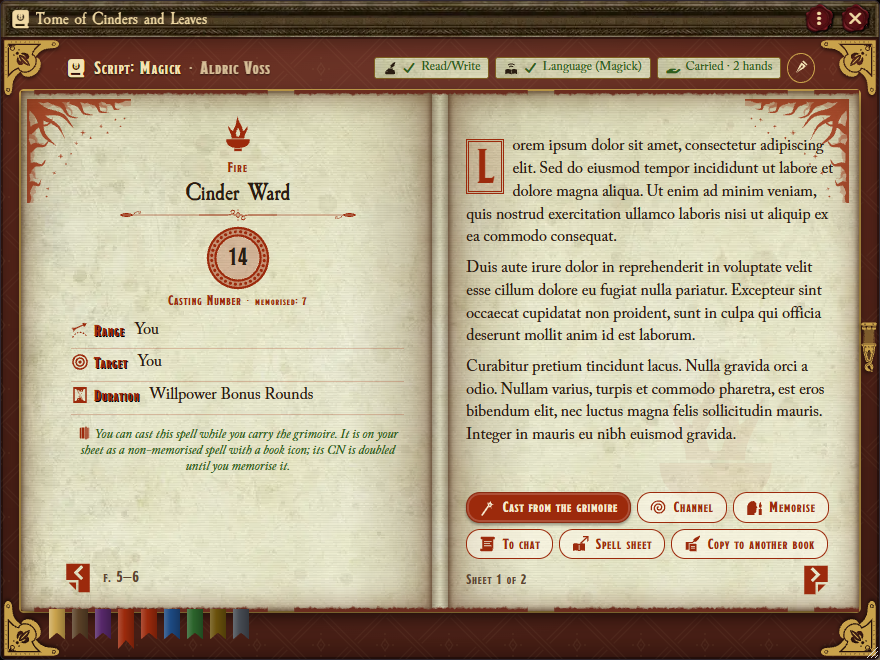 Tome of Cinders and Leaves
Script: Magick · Aldric Voss
Read/Write
Language (Magick)
Carried · 2 hands
Fire
Cinder Ward
14
Casting Number · memorised: 7
Range You
Target You
Duration Willpower Bonus Rounds
You can cast this spell while you carry the grimoire. It is on your
sheet as a non-memorised spell with a book icon; its CN is doubled
until you memorise it.
f. 5–6
Lorem ipsum dolor sit amet, consectetur adipiscing
elit. Sed do eiusmod tempor incididunt ut labore et
dolore magna aliqua. Ut enim ad minim veniam,
quis nostrud exercitation ullamco laboris nisi ut aliquip ex
ea commodo consequat.
Duis aute irure dolor in reprehenderit in voluptate velit
esse cillum dolore eu fugiat nulla pariatur. Excepteur sint
occaecat cupidatat non proident, sunt in culpa qui officia
deserunt mollit anim id est laborum.
Curabitur pretium tincidunt lacus. Nulla gravida orci a
odio. Nullam varius, turpis et commodo pharetra, est eros
bibendum elit, nec luctus magna felis sollicitudin mauris.
Integer in mauris eu nibh euismod gravida.
Cast from the grimoire
Channel
Memorise
To chat
Spell sheet
Copy to another book
Sheet 1 of 2